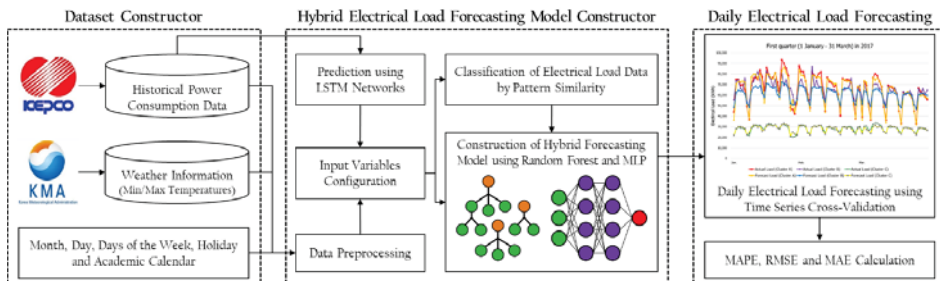 Dataset Constructor
Hybrid Electrical Load Forecasting Model Constructor
Daily Electrical Load Forecasting
KEPCO
Historical Power
Consumption Data
KMA
Korea Meteorological Administration
Weather Information
(Min/Max Temperatures)
Month, Day, Days of the Week, Holiday
and Academic Calendar
Prediction using
LSTM Networks
Input Variables
Configuration
Data Preprocessing
Classification of Electrical Load Data
by Pattern Similarity
Construction of Hybrid Forecasting
Model using Random Forest and MLP
First quarter (1 January - 31 March) in 2017
Daily Electrical Load Forecasting using
Time Series Cross-Validation
MAPE, RMSE and MAE Calculation